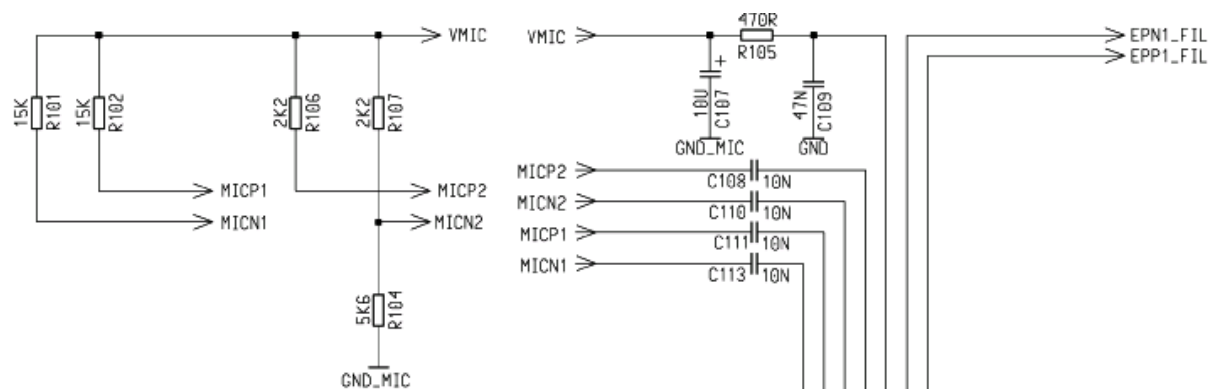 VMIC
15K
R101
15K
R102
2K2
R106
2K2
R107
MICP1
MICP2
MICN1
MICN2
5K6
R104
GND_MIC
470R
VMIC
R105
10U
C107
+
47N
C109
GND_MIC
GND
MICP2
C108 10N
MICN2
C110 10N
MICP1
C111 10N
MICN1
C113 10N
EPN1_FIL
EPP1_FIL